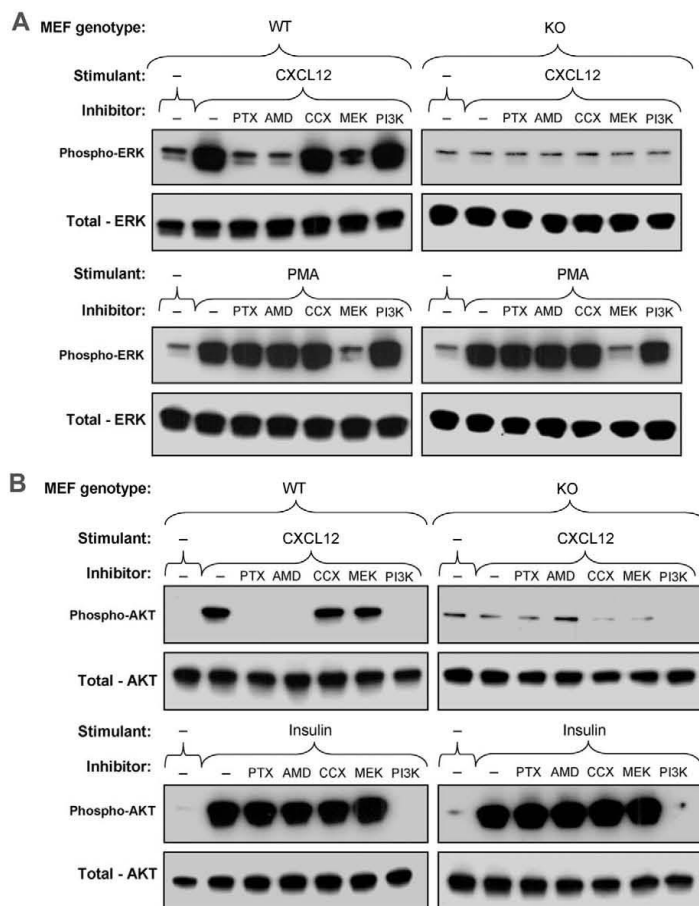 A
MEF genotype: WT KO
Stimulant: – CXCL12 CXCL12
Inhibitor: – – PTX AMD CCX MEK PI3K – – PTX AMD CCX MEK PI3K
Phospho-ERK
Total - ERK
Stimulant: – PMA – PMA
Inhibitor: – – PTX AMD CCX MEK PI3K – – PTX AMD CCX MEK PI3K
Phospho-ERK
Total - ERK
B
MEF genotype: WT KO
Stimulant: – CXCL12 – CXCL12
Inhibitor: – – PTX AMD CCX MEK PI3K – – PTX AMD CCX MEK PI3K
Phospho-AKT
Total - AKT
Stimulant: – Insulin – Insulin
Inhibitor: – – PTX AMD CCX MEK PI3K – – PTX AMD CCX MEK PI3K
Phospho-AKT
Total - AKT